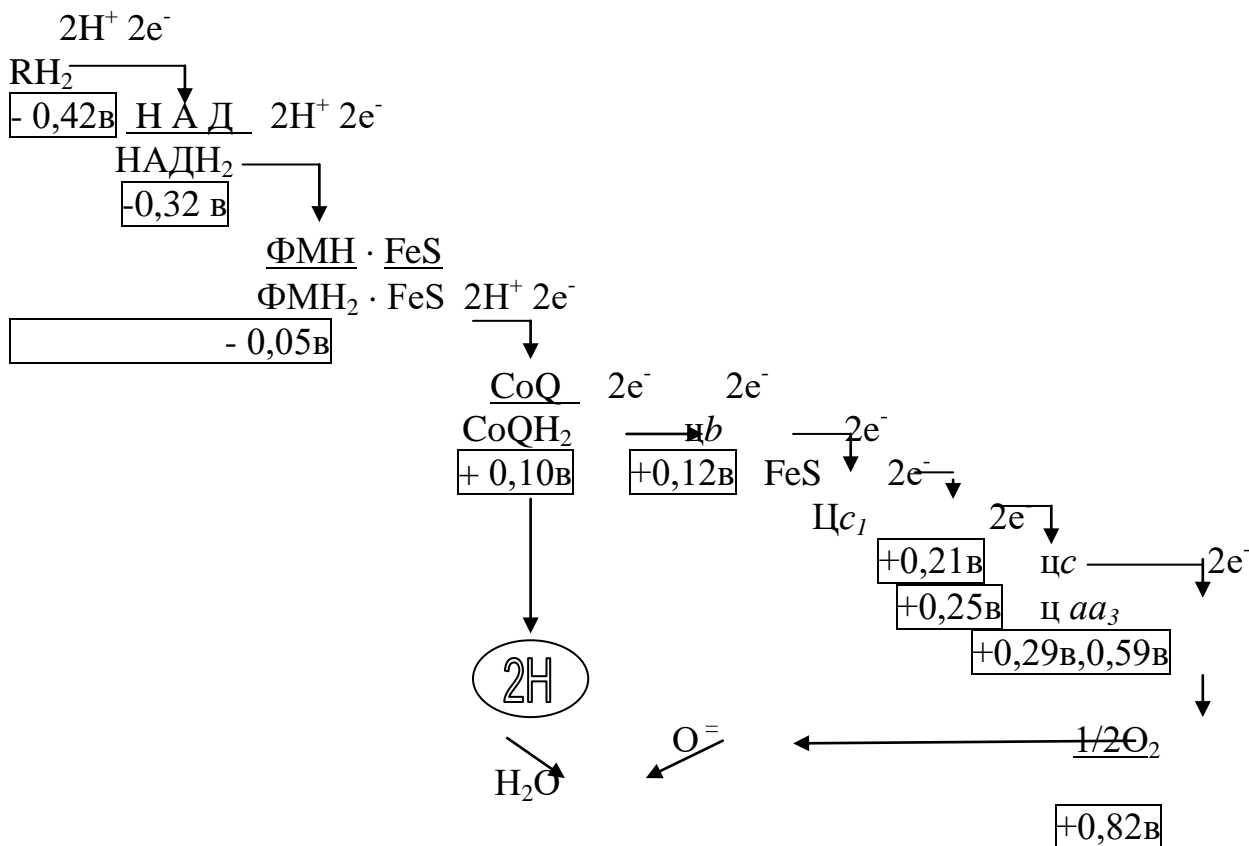 2H⁺ 2e⁻
RH₂
- 0,42в Н А Д 2H⁺ 2e⁻
НАДН₂
-0,32 в
ФМН · FeS
ФМН₂ · FeS 2H⁺ 2e⁻
- 0,05в
CoQ 2e⁻ 2e⁻
CoQH₂ цb 2e⁻
+ 0,10в +0,12в FeS 2e⁻
Цc₁ 2e⁻
+0,21в цc 2e⁻
+0,25в ц aa₃
+0,29в,0,59в
2H
O⁼ 1/2O₂
H₂O
+0,82в